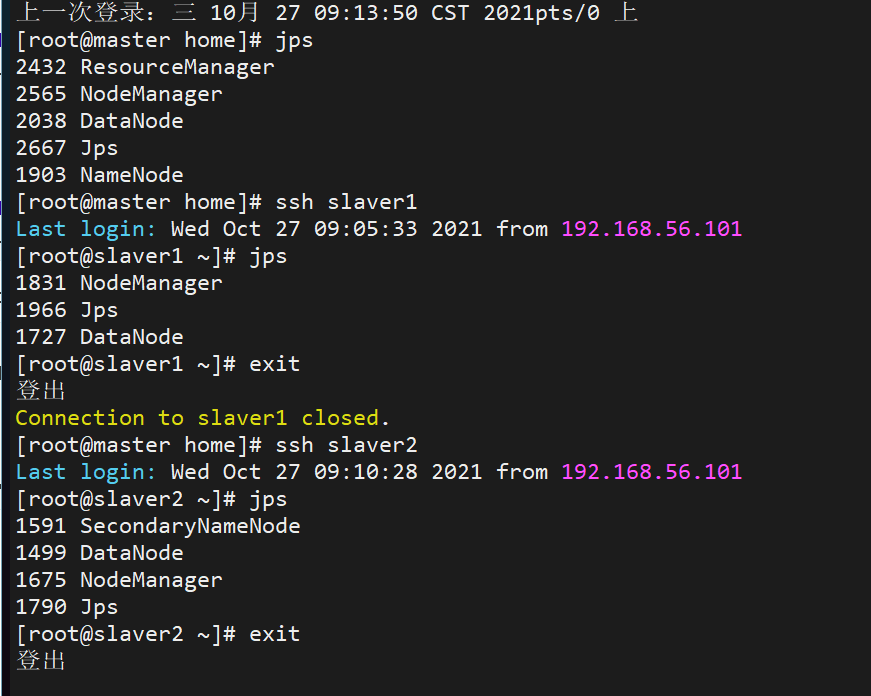 上一次登录：三 10月 27 09:13:50 CST 2021pts/0 上
[root@master home]# jps
2432 ResourceManager
2565 NodeManager
2038 DataNode
2667 Jps
1903 NameNode
[root@master home]# ssh slaver1
Last login: Wed Oct 27 09:05:33 2021 from 192.168.56.101
[root@slaver1 ~]# jps
1831 NodeManager
1966 Jps
1727 DataNode
[root@slaver1 ~]# exit
登出
Connection to slaver1 closed.
[root@master home]# ssh slaver2
Last login: Wed Oct 27 09:10:28 2021 from 192.168.56.101
[root@slaver2 ~]# jps
1591 SecondaryNameNode
1499 DataNode
1675 NodeManager
1790 Jps
[root@slaver2 ~]# exit
登出